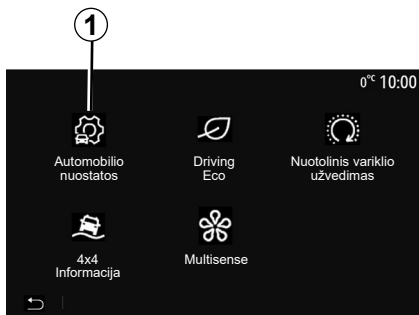 1
0°C 10:00
Automobilio
nuostatos
Driving
Eco
Nuotolinis variklio
užvedimas
4x4
Informacija
Multisense